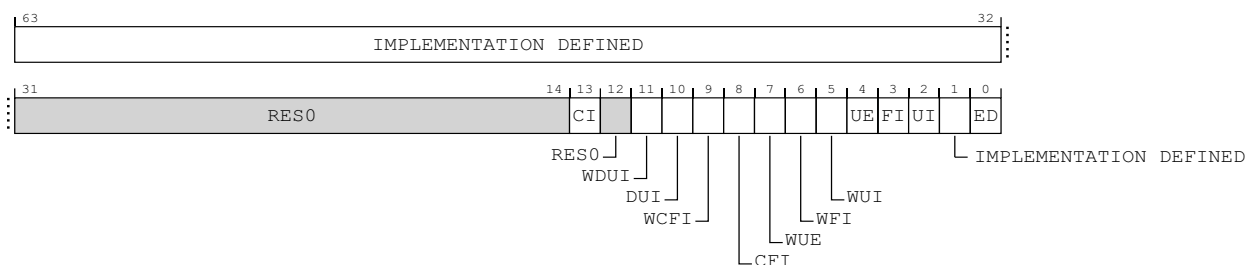 63 32
IMPLEMENTATION DEFINED
31 14 13 12 11 10 9 8 7 6 5 4 3 2 1 0
RES0 CI UE FI UI ED
RES0 IMPLEMENTATION DEFINED
WDUI
DUI WUI
WCFI WFI
WUE
CFI